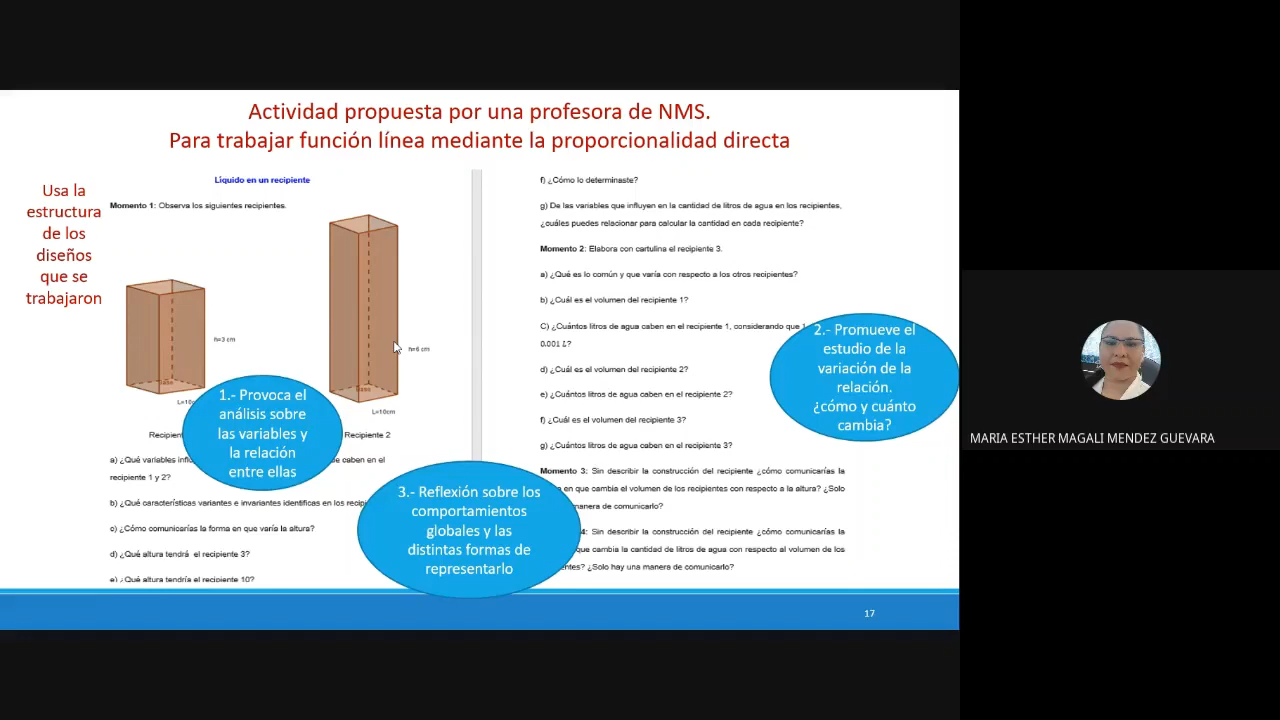 Actividad propuesta por una profesora de NMS.
Para trabajar función línea mediante la proporcionalidad directa
Usa la
estructura
de los
diseños
que se
trabajaron
Líquido en un recipiente
Momento 1: Observa los siguientes recipientes.
h=3 cm
h=6 cm
L=10c
L=10cm
Recipien
Recipiente 2
a) ¿Qué variables influ
e caben en el
recipiente 1 y 2?
b) ¿Qué características variantes e invariantes identificas en los recipi
c) ¿Cómo comunicarías la forma en que varía la altura?
d) ¿Qué altura tendrá el recipiente 3?
e) ¿Qué altura tendría el recipiente 10?
1.- Provoca el
análisis sobre
las variables y
la relación
entre ellas
3.- Reflexión sobre los
comportamientos
globales y las
distintas formas de
representarlo
f) ¿Cómo lo determinaste?
g) De las variables que influyen en la cantidad de litros de agua en los recipientes,
¿cuáles puedes relacionar para calcular la cantidad en cada recipiente?
Momento 2: Elabora con cartulina el recipiente 3.
a) ¿Qué es lo común y que varía con respecto a los otros recipientes?
b) ¿Cuál es el volumen del recipiente 1?
C) ¿Cuántos litros de agua caben en el recipiente 1, considerando que 1
0.001 L?
d) ¿Cuál es el volumen del recipiente 2?
e) ¿Cuántos litros de agua caben en el recipiente 2?
f) ¿Cuál es el volumen del recipiente 3?
g) ¿Cuántos litros de agua caben en el recipiente 3?
Momento 3: Sin describir la construcción del recipiente ¿cómo comunicarías la
en que cambia el volumen de los recipientes con respecto a la altura? ¿Solo
manera de comunicarlo?
4: Sin describir la construcción del recipiente ¿cómo comunicarías la
que cambia la cantidad de litros de agua con respecto al volumen de los
entes? ¿Solo hay una manera de comunicarlo?
2.- Promueve el
estudio de la
variación de la
relación.
¿cómo y cuánto
cambia?
17
MARIA ESTHER MAGALI MENDEZ GUEVARA